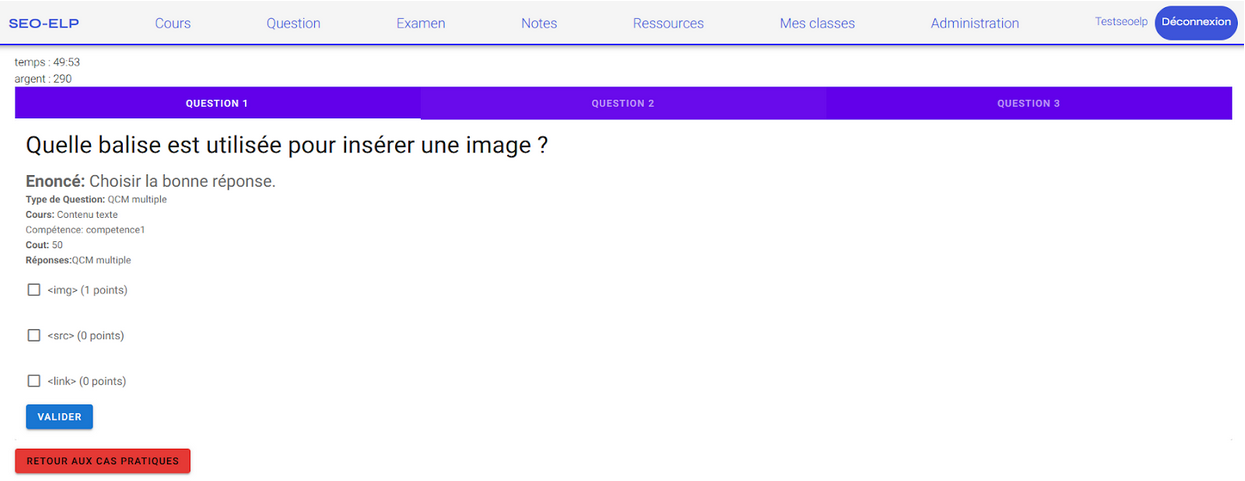 SEO-ELP Cours Question Examen Notes Ressources Mes classes Administration Testseoelp Déconnexion
temps : 49:53
argent : 290
QUESTION 1 QUESTION 2 QUESTION 3
Quelle balise est utilisée pour insérer une image ?
Enoncé: Choisir la bonne réponse.
Type de Question: QCM multiple
Cours: Contenu texte
Compétence: competence1
Cout: 50
Réponses:QCM multiple
<img> (1 points)
<src> (0 points)
<link> (0 points)
VALIDER
RETOUR AUX CAS PRATIQUES